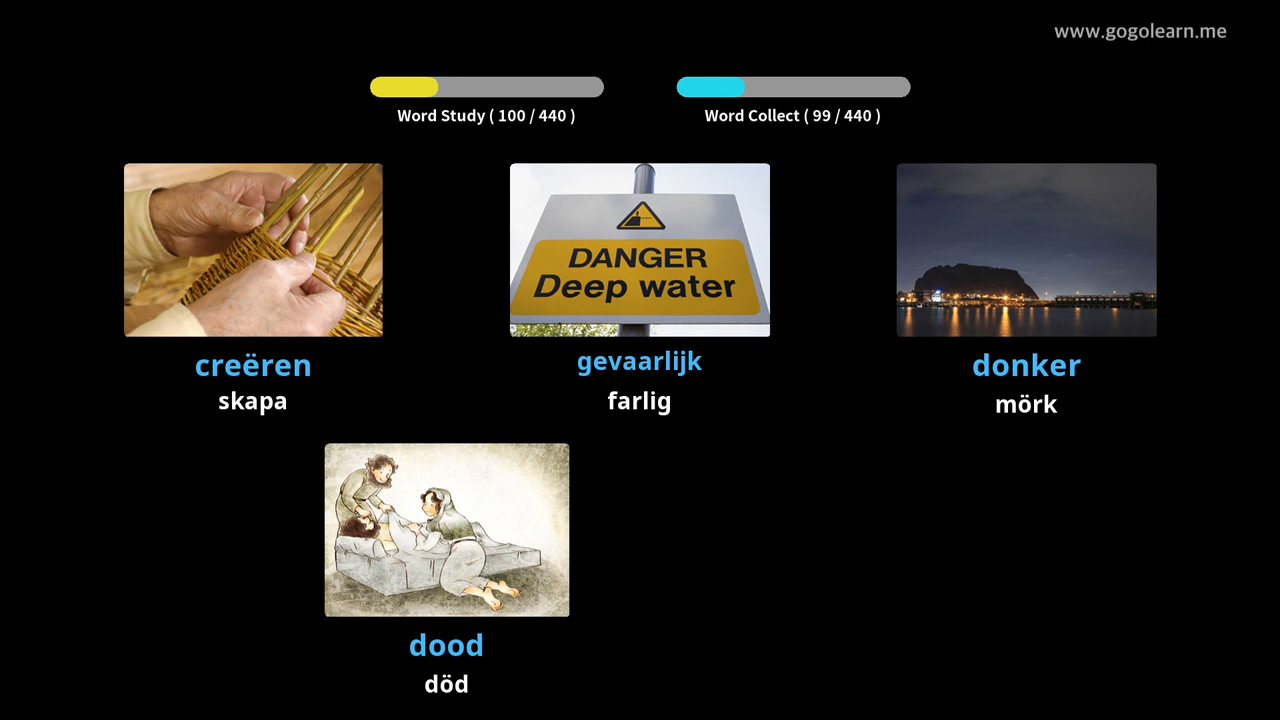 www.gogolearn.me
Word Study ( 100 / 440 )
Word Collect ( 99 / 440 )
DANGER
Deep water
creëren
skapa
gevaarlijk
farlig
donker
mörk
dood
död